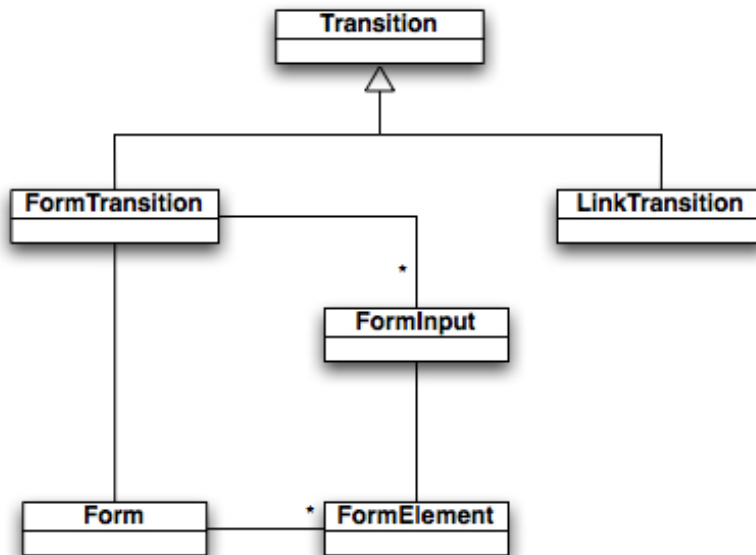 Transition
FormTransition
LinkTransition
*
FormInput
Form
*
FormElement